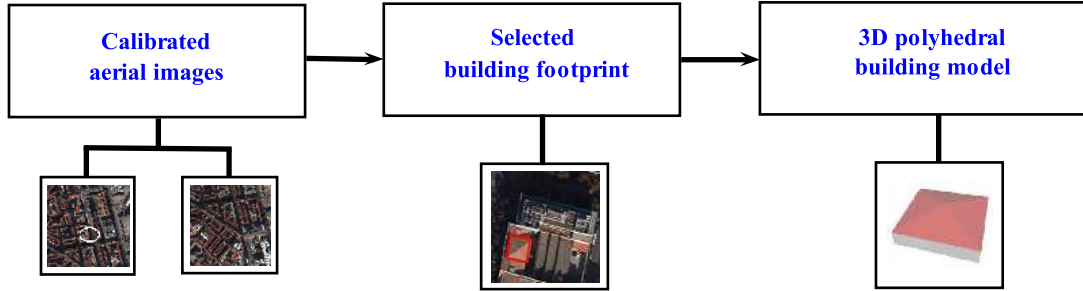 Calibrated
aerial images
Selected
building footprint
3D polyhedral
building model